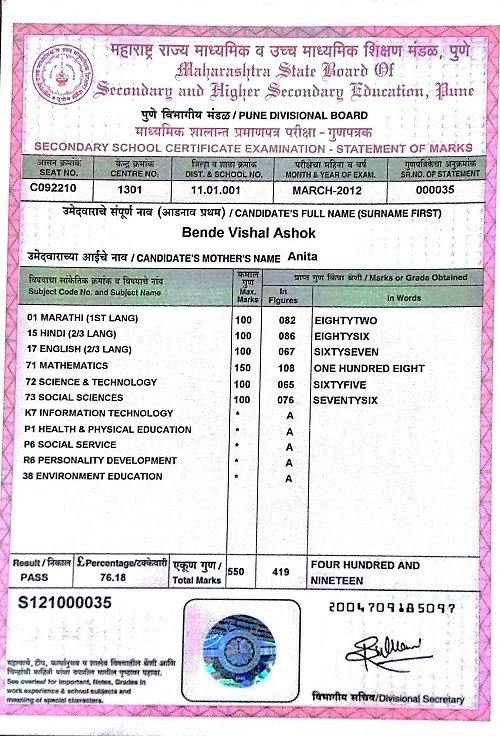 महाराष्ट्र राज्य माध्यमिक व उच्च माध्यमिक शिक्षण मंडळ, पुणे
Maharashtra State Board Of
Secondary and Higher Secondary Education, Pune
पुणे विभागीय मंडळ / PUNE DIVISIONAL BOARD
माध्यमिक शालान्त प्रमाणपत्र परीक्षा - गुणपत्रक
SECONDARY SCHOOL CERTIFICATE EXAMINATION - STATEMENT OF MARKS
आसन क्रमांक केन्द्र क्रमांक जिल्हा व शाळा क्रमांक परीक्षेचा महिना व वर्ष गुणपत्रिकेचा अनुक्रमांक
SEAT NO. CENTRE NO. DIST. & SCHOOL NO. MONTH & YEAR OF EXAM. SR.NO. OF STATEMENT
C092210 1301 11.01.001 MARCH-2012 000035
उमेदवाराचे संपूर्ण नाव (आडनाव प्रथम) / CANDIDATE'S FULL NAME (SURNAME FIRST)
Bende Vishal Ashok
उमेदवाराच्या आईचे नाव / CANDIDATE'S MOTHER'S NAME Anita
विषयाचा सांकेतिक क्रमांक व विषयाचे नांव
Subject Code No. and Subject Name
कमाल गुण Max. Marks
प्राप्त गुण किंवा श्रेणी / Marks or Grade Obtained
In Figures In Words
01 MARATHI (1ST LANG) 100 082 EIGHTYTWO
15 HINDI (2/3 LANG) 100 086 EIGHTYSIX
17 ENGLISH (2/3 LANG) 100 067 SIXTYSEVEN
71 MATHEMATICS 150 108 ONE HUNDRED EIGHT
72 SCIENCE & TECHNOLOGY 100 065 SIXTYFIVE
73 SOCIAL SCIENCES 100 076 SEVENTYSIX
K7 INFORMATION TECHNOLOGY * A
P1 HEALTH & PHYSICAL EDUCATION * A
P6 SOCIAL SERVICE * A
R6 PERSONALITY DEVELOPMENT * A
38 ENVIRONMENT EDUCATION * A
Result / निकाल £Percentage/टक्केवारी एकूण गुण / 550 419 FOUR HUNDRED AND
PASS 76.18 Total Marks NINETEEN
S121000035
2004709185097
महत्वाचे, टीप, कार्यानुभव व शालेय विषयातील श्रेणी आणि
चिन्हांची माहिती यांचा तपशील मागील पृष्ठावर पहावा.
See overleaf for Important, Notes, Grades in
work experience & school subjects and
meaning of special characters.
विभागीय सचिव/Divisional Secretary